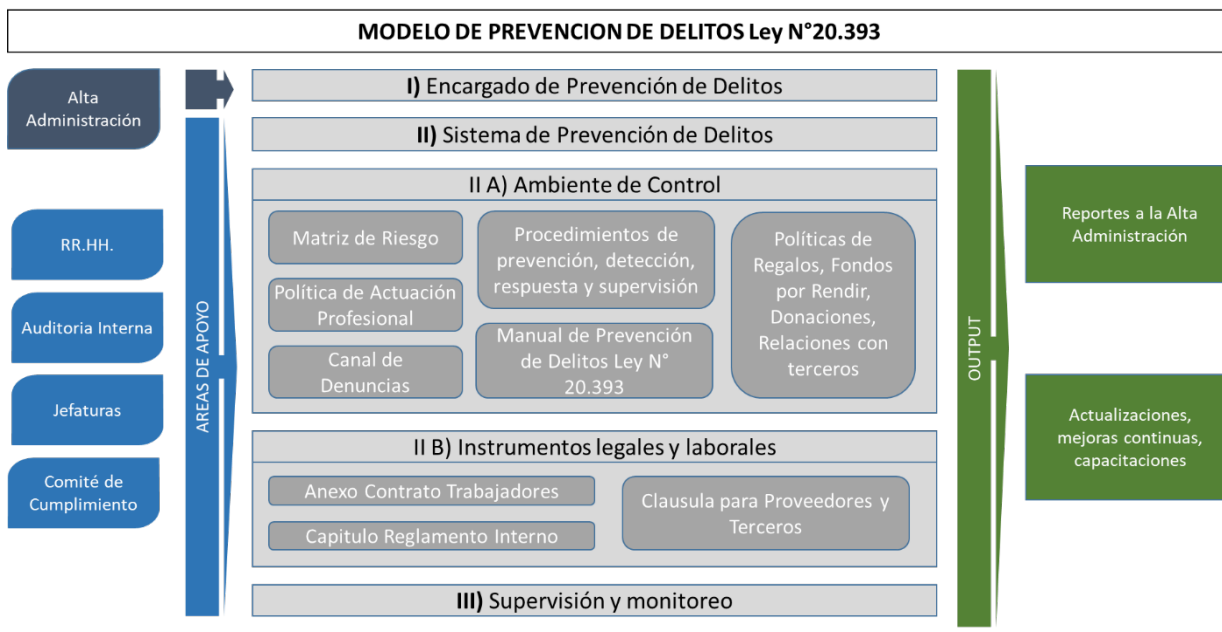 MODELO DE PREVENCION DE DELITOS Ley N°20.393
Alta
Administración
RR.HH.
Auditoria Interna
Jefaturas
Comité de
Cumplimiento
AREAS DE APOYO
I) Encargado de Prevención de Delitos
II) Sistema de Prevención de Delitos
II A) Ambiente de Control
Matriz de Riesgo
Política de Actuación
Profesional
Canal de
Denuncias
Procedimientos de
prevención, detección,
respuesta y supervisión
Manual de Prevención
de Delitos Ley N°
20.393
Políticas de
Regalos, Fondos
por Rendir,
Donaciones,
Relaciones con
terceros
II B) Instrumentos legales y laborales
Anexo Contrato Trabajadores
Capitulo Reglamento Interno
Clausula para Proveedores y
Terceros
III) Supervisión y monitoreo
OUTPUT
Reportes a la Alta
Administración
Actualizaciones,
mejoras continuas,
capacitaciones